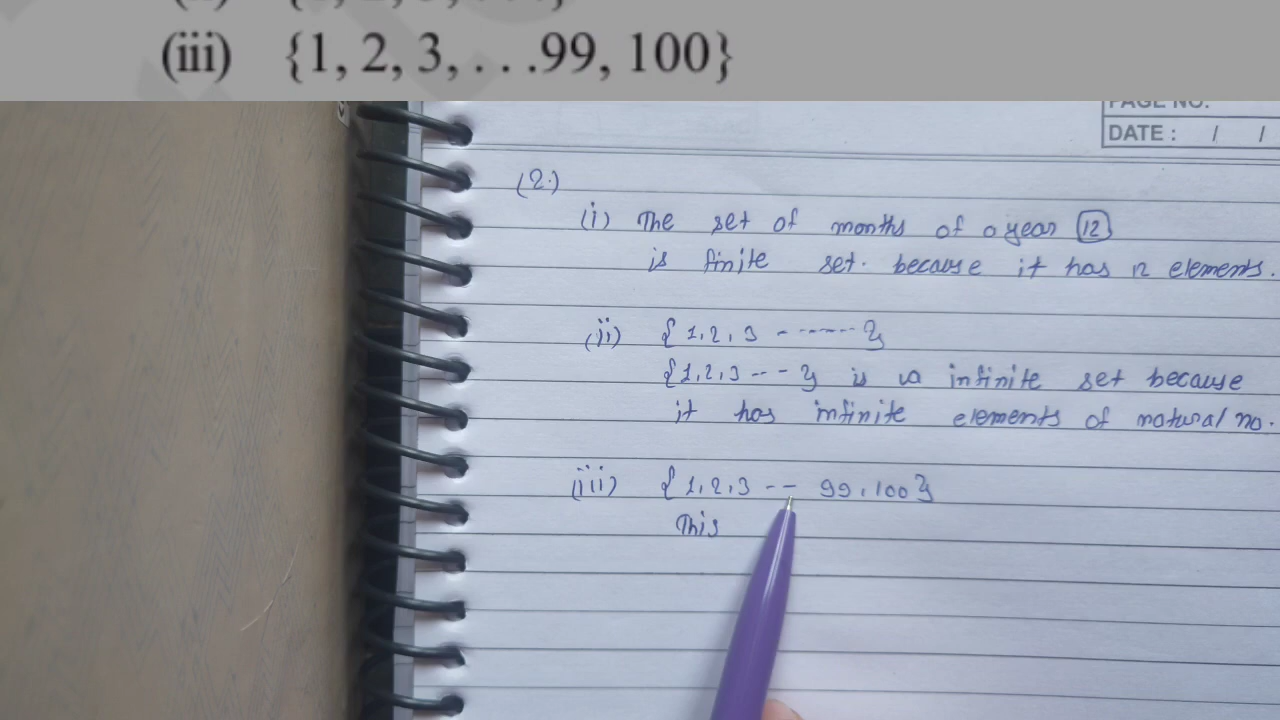 (iii) {1, 2, 3, . . .99, 100}
PAGE NO.
DATE : / /
(2.)
(i) The set of months of a year 12
is finite set. because it has 12 elements.
(ii) {1,2,3 - - - - - - - }
{1,2,3 - - - } is a infinite set because
it has infinite elements of natural no.
(iii) {1,2,3 - - 99,100}
This